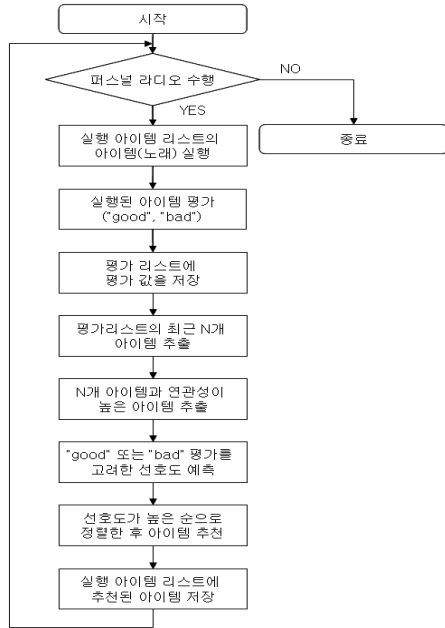 시작
퍼스널 라디오 수행
NO
YES
종료
실행 아이템 리스트의
아이템(노래) 실행
실행된 아이템 평가
("good", "bad")
평가 리스트에
평가 값을 저장
평가리스트의 최근 N개
아이템 추출
N개 아이템과 연관성이
높은 아이템 추출
"good" 또는 "bad" 평가를
고려한 선호도 예측
선호도가 높은 순으로
정렬한 후 아이템 추천
실행 아이템 리스트에
추천된 아이템 저장